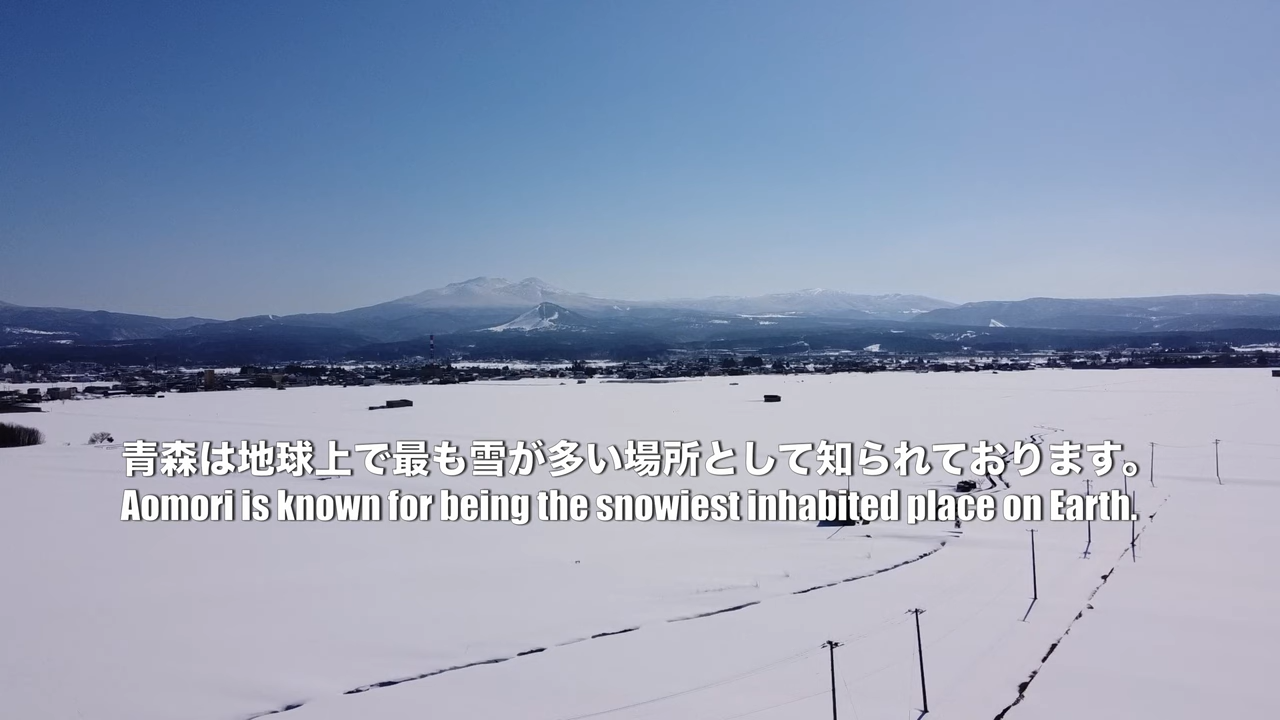 青森は地球上で最も雪が多い場所として知られております。
Aomori is known for being the snowiest inhabited place on Earth.